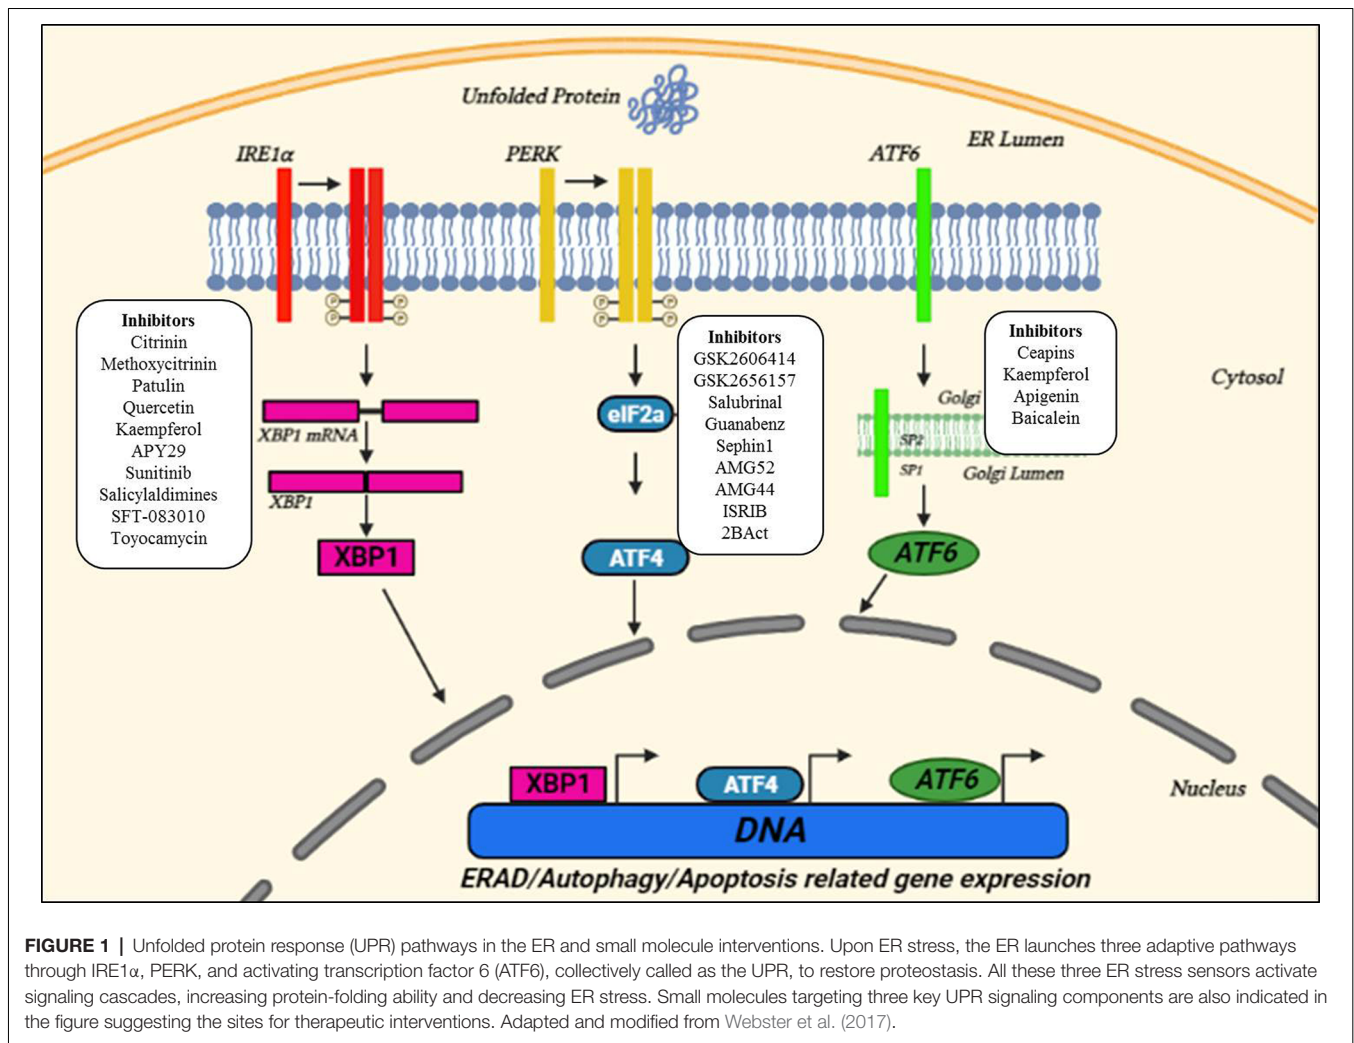 Unfolded Protein
ER Lumen
IRE1α
PERK
ATF6
P
P
P
P
P
P
P
P
Inhibitors
Citrinin
Methoxycitrinin
Patulin
Quercetin
Kaempferol
APY29
Sunitinib
Salicylaldimines
SFT-083010
Toyocamycin
XBP1 mRNA
XBP1
XBP1
eIF2a
ATF4
Inhibitors
GSK2606414
GSK2656157
Salubrinal
Guanabenz
Sephin1
AMG52
AMG44
ISRIB
2BAct
Inhibitors
Ceapins
Kaempferol
Apigenin
Baicalein
Cytosol
Golgi
SP2
SP1
Golgi Lumen
ATF6
XBP1
ATF4
ATF6
Nucleus
DNA
ERAD/Autophagy/Apoptosis related gene expression
FIGURE 1 | Unfolded protein response (UPR) pathways in the ER and small molecule interventions. Upon ER stress, the ER launches three adaptive pathways
through IRE1α, PERK, and activating transcription factor 6 (ATF6), collectively called as the UPR, to restore proteostasis. All these three ER stress sensors activate
signaling cascades, increasing protein-folding ability and decreasing ER stress. Small molecules targeting three key UPR signaling components are also indicated in
the figure suggesting the sites for therapeutic interventions. Adapted and modified from Webster et al. (2017).